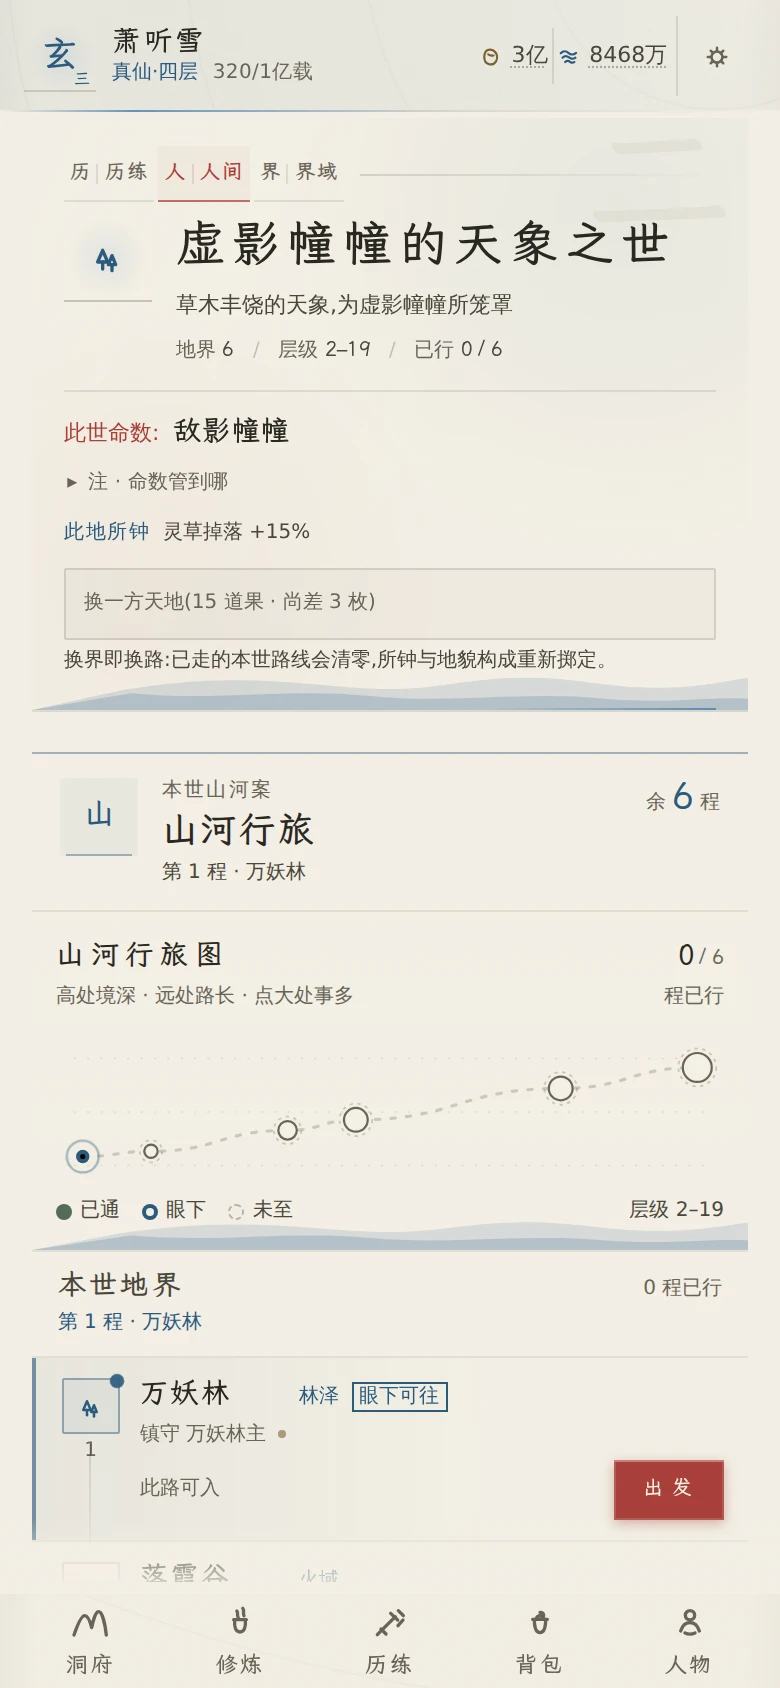 玄 三
萧听雪
真仙·四层 320/1亿载
3亿 8468万
历 历练 人 人间 界 界域
虚影幢幢的天象之世
草木丰饶的天象,为虚影幢幢所笼罩
地界 6 / 层级 2–19 / 已行 0 / 6
此世命数: 敌影幢幢
▸ 注 · 命数管到哪
此地所钟 灵草掉落 +15%
换一方天地(15 道果 · 尚差 3 枚)
换界即换路:已走的本世路线会清零,所钟与地貌构成重新掷定。
山
本世山河案
山河行旅
第 1 程 · 万妖林
余 6 程
山河行旅图
0 / 6
高处境深 · 远处路长 · 点大处事多
程已行
已通 眼下 未至
层级 2–19
本世地界
0 程已行
第 1 程 · 万妖林
1
万妖林 林泽 眼下可往
镇守 万妖林主
此路可入
出发
落霞谷 火域
洞府 修炼 历练 背包 人物